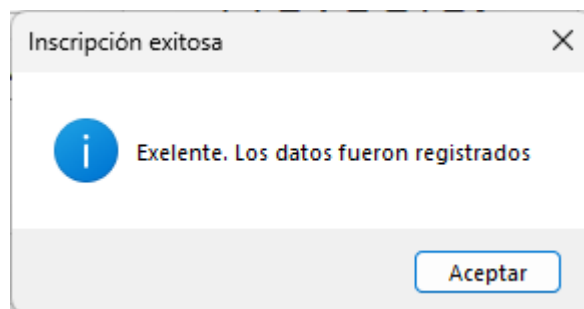 Inscripción exitosa
Exelente. Los datos fueron registrados
Aceptar